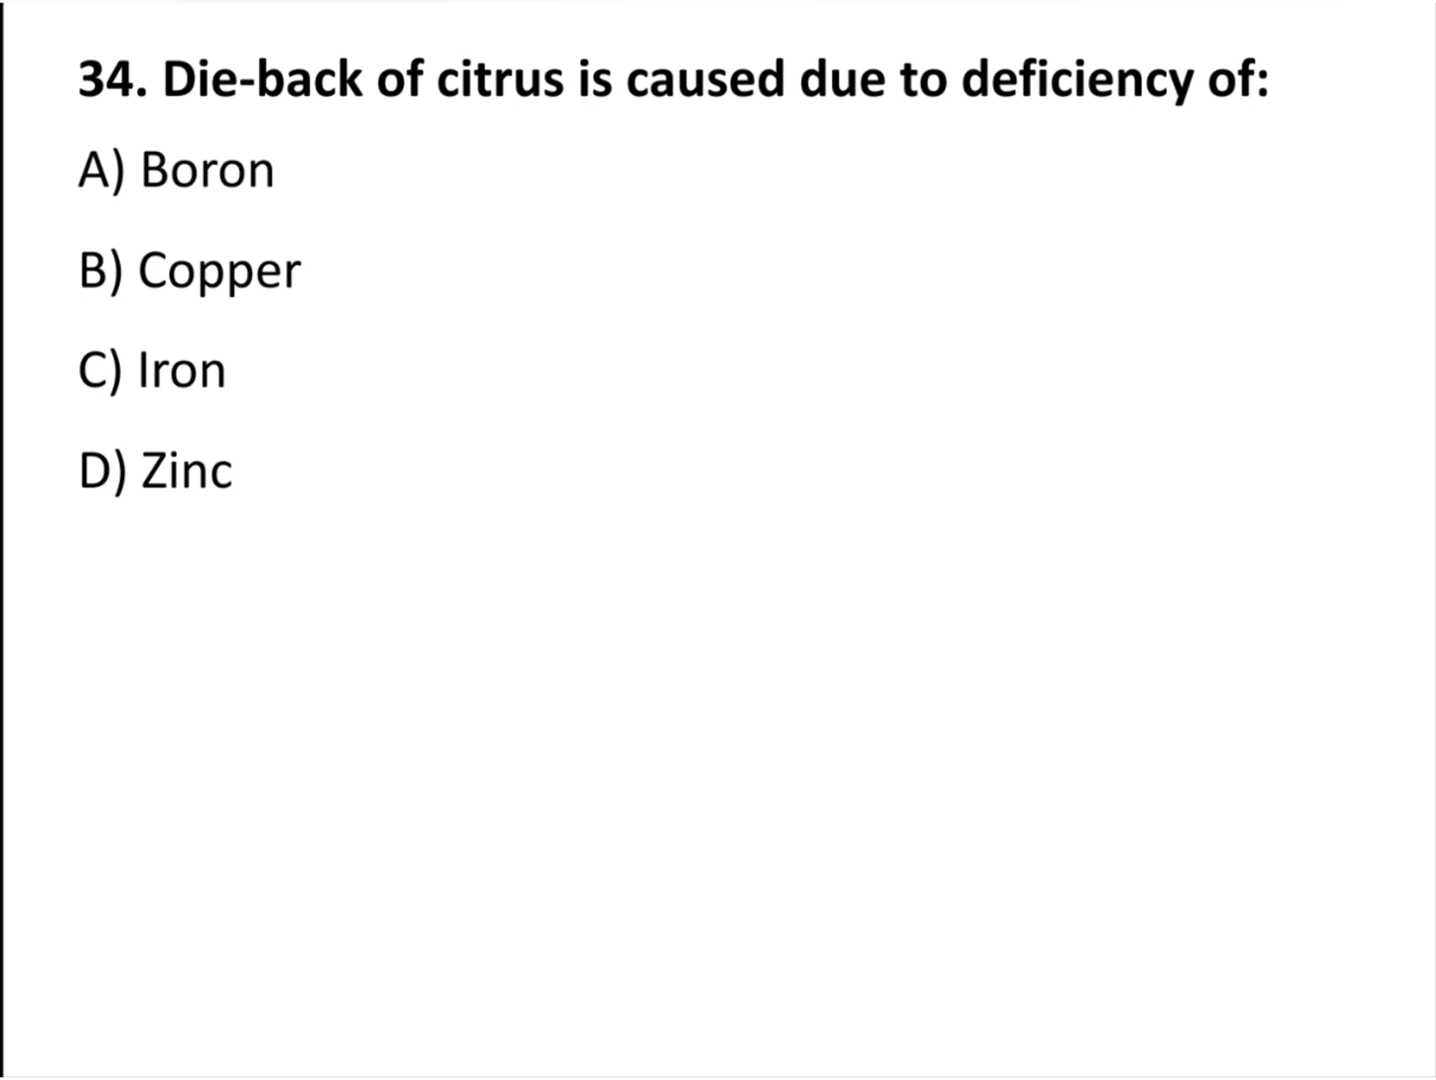 34. Die-back of citrus is caused due to deficiency of:
A) Boron
B) Copper
C) Iron
D) Zinc